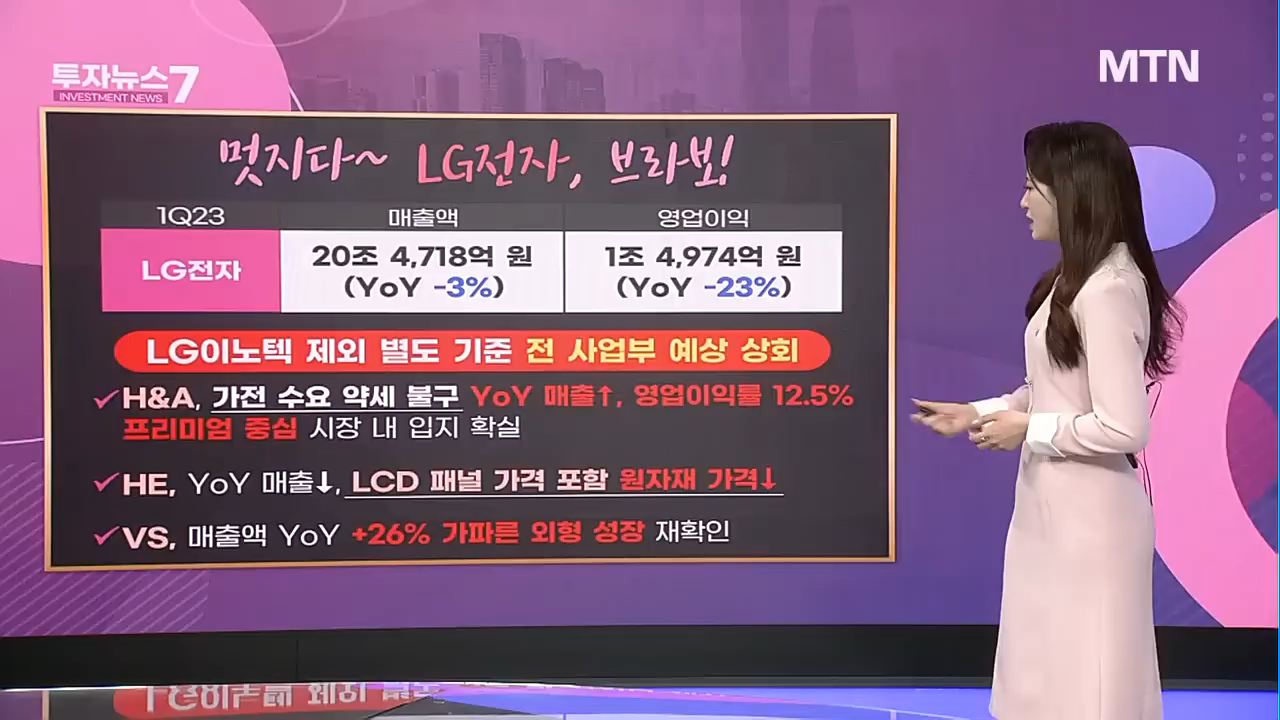 투자뉴스7
INVESTMENT NEWS
MTN
멋지다~ LG전자, 브라보!
1Q23 매출액 영업이익
LG전자 20조 4,718억 원 (YoY -3%) 1조 4,974억 원 (YoY -23%)
LG이노텍 제외 별도 기준 전 사업부 예상 상회
✓H&A, 가전 수요 약세 불구 YoY 매출↑, 영업이익률 12.5%
프리미엄 중심 시장 내 입지 확실
✓HE, YoY 매출↓, LCD 패널 가격 포함 원자재 가격↓
✓VS, 매출액 YoY +26% 가파른 외형 성장 재확인